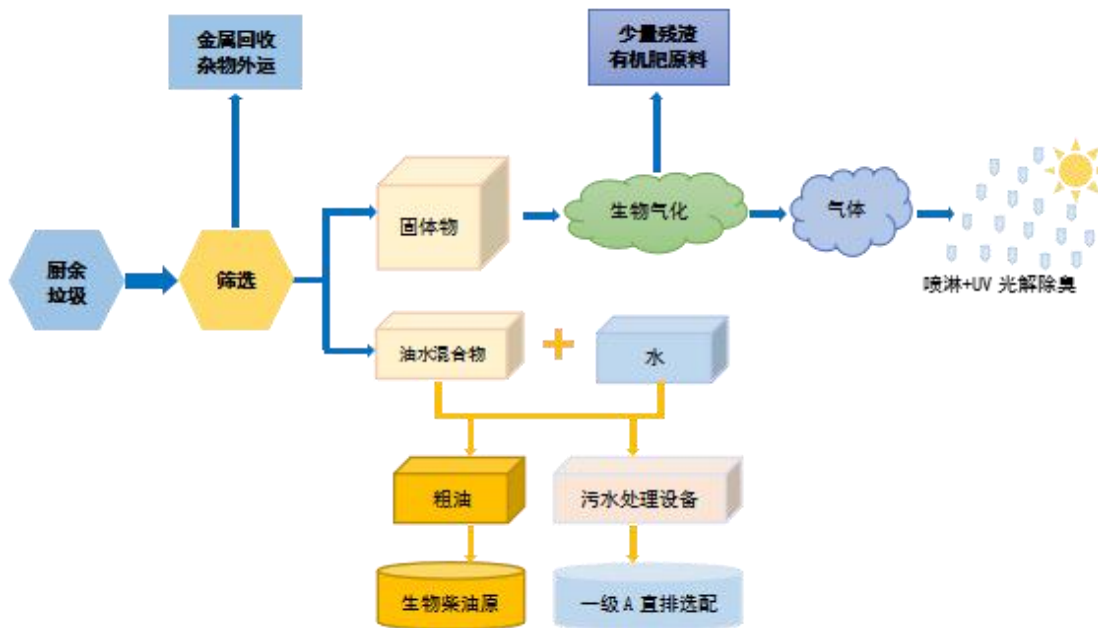 金属回收
杂物外运
少量残渣
有机肥原料
厨余
垃圾
筛选
固体物
生物气化
气体
喷淋+UV 光解除臭
油水混合物
水
粗油
污水处理设备
生物柴油原
一级 A 直排选配